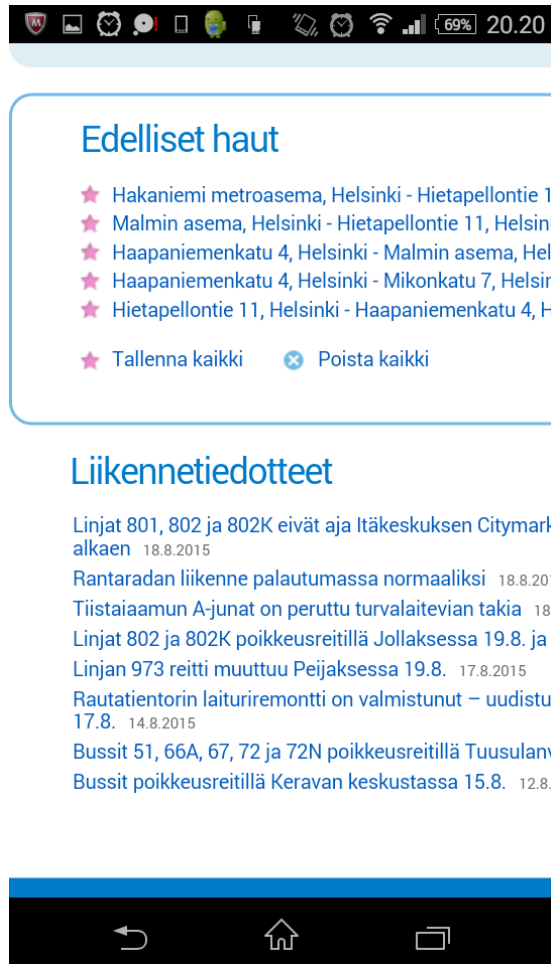 69% 20.20
Edelliset haut
Hakaniemi metroasema, Helsinki - Hietapellontie 1
Malmin asema, Helsinki - Hietapellontie 11, Helsin
Haapaniemenkatu 4, Helsinki - Malmin asema, Hel
Haapaniemenkatu 4, Helsinki - Mikonkatu 7, Helsin
Hietapellontie 11, Helsinki - Haapaniemenkatu 4, H
Tallenna kaikki Poista kaikki
Liikennetiedotteet
Linjat 801, 802 ja 802K eivät aja Itäkeskuksen Citymark
alkaen 18.8.2015
Rantaradan liikenne palautumassa normaaliksi 18.8.201
Tiistaiaamun A-junat on peruttu turvalaitevian takia 18
Linjat 802 ja 802K poikkeusreitillä Jollaksessa 19.8. ja
Linjan 973 reitti muuttuu Peijaksessa 19.8. 17.8.2015
Rautatientorin laituriremontti on valmistunut – uudistu
17.8. 14.8.2015
Bussit 51, 66A, 67, 72 ja 72N poikkeusreitillä Tuusulanv
Bussit poikkeusreitillä Keravan keskustassa 15.8. 12.8.